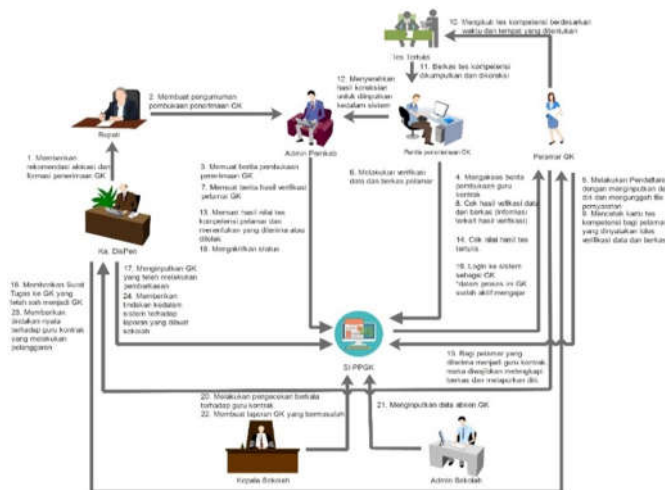 10. Mengikuti tes kompetensi berdasarkan
waktu dan tempat yang ditentukan
Tes Tertulis
11. Berkas tes kompetensi
dikumpulkan dan dikoreksi
12. Menyerahkan
hasil koreksian
untuk diinputkan
kedalam sistem
2. Membuat pengumuman
pembukaan penerimaan GK
Bupati
Admin Pemkab
Panitia penerimaan GK
Pelamar GK
1. Memberikan
rekomendasi alokasi dan
formasi penerimaan GK
3. Memuat berita pembukaan
penerimaan GK
7. Muat berita hasil verifikasi
pelamar GK
13. Muat hasil nilai tes
kompetensi pelamar dan
menentukan yang diterima atau
ditolak
16. Mengaktifkan status
6. Melakukan verifikasi
data dan berkas pelamar
4. Mengakses berita
pembukaan guru
kontrak
8. Cek hasil verifikasi data
dan berkas (informasi
terkait hasil verifikasi)
14. Cek nilai hasil tes
tertulis
19. Login ke sistem
sebagai GK
*dalam proses ini GK
sudah aktif mengajar
5. Melakukan Pendaftaran
dengan menginputkan
diri dan mengunggah file
persyaratan
9. Mencetak kartu tes
kompetensi bagi pelamar
yang dinyatakan lulus
verifikasi data dan berkas
Ka. DisPen
17. Menginputkan GK
yang telah melakukan
pemberkasan
24. Memberikan
tindakan kedalam
sistem terhadap
laporan yang dibuat
sekolah
18. Memberikan Surat
Tugas ke GK yang
telah sah menjadi GK
23. Memberikan
tindakan nyata
terhadap guru kontrak
yang melakukan
pelanggaran
SI-PPGK
15. Bagi pelamar yang
diterima menjadi guru kontrak,
maka diwajibkan melengkapi
berkas dan melaporkan diri.
20. Melakukan pengecekan berkala
terhadap guru kontrak
22. Membuat laporan GK yang bermasalah
21. Menginputkan data absen GK
Kepala Sekolah
Admin Sekolah